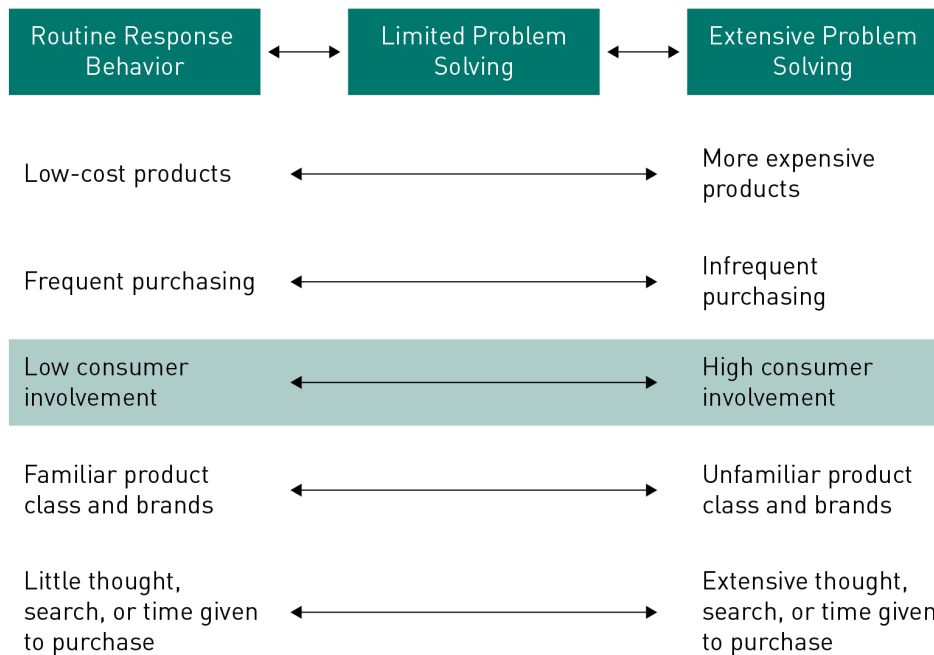 Routine Response
Behavior
Limited Problem
Solving
Extensive Problem
Solving
Low-cost products
More expensive
products
Frequent purchasing
Infrequent
purchasing
Low consumer
involvement
High consumer
involvement
Familiar product
class and brands
Unfamiliar product
class and brands
Little thought,
search, or time given
to purchase
Extensive thought,
search, or time given
to purchase